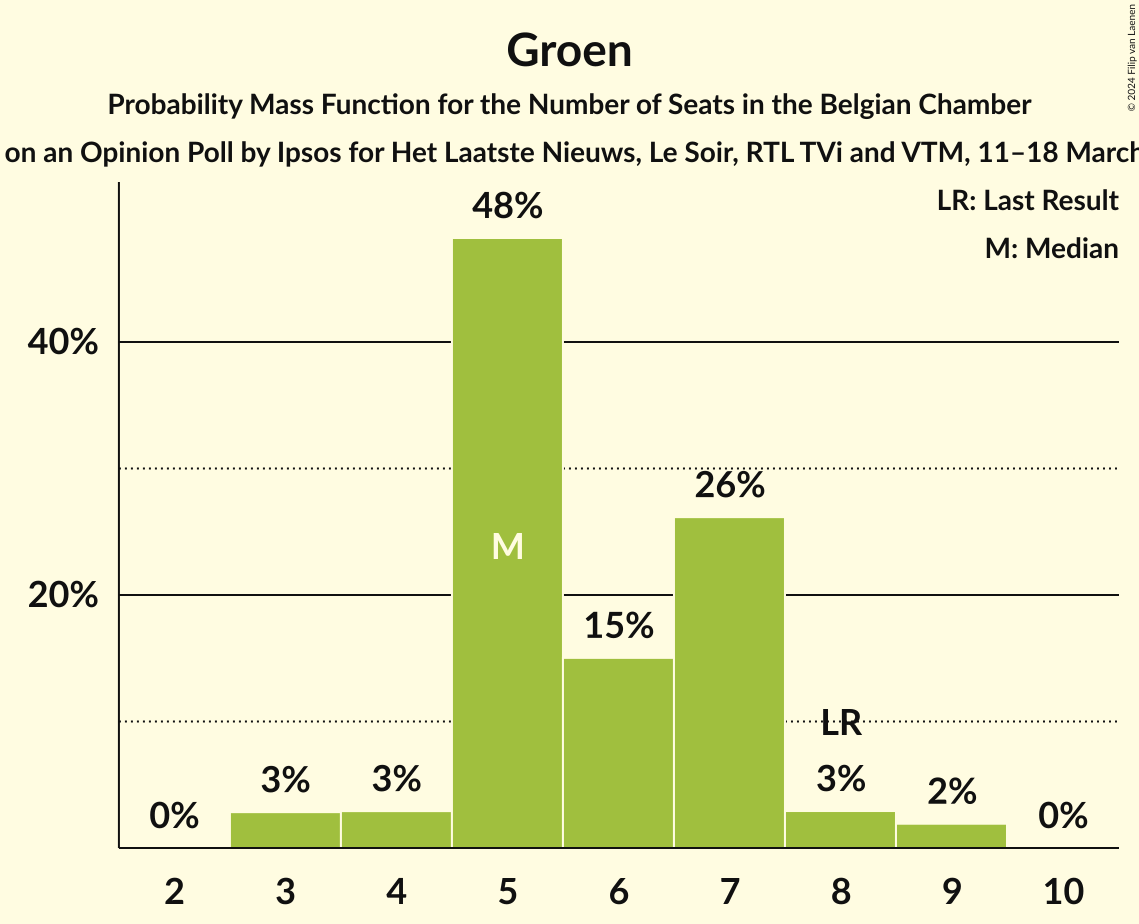 © 2024 Filip van Laenen
Groen
Probability Mass Function for the Number of Seats in the Belgian Chamber
on an Opinion Poll by Ipsos for Het Laatste Nieuws, Le Soir, RTL TVi and VTM, 11–18 March
LR: Last Result
M: Median
48%
40%
26%
M
20%
15%
LR
3%
3%
3%
2%
0%
0%
2 3 4 5 6 7 8 9 10